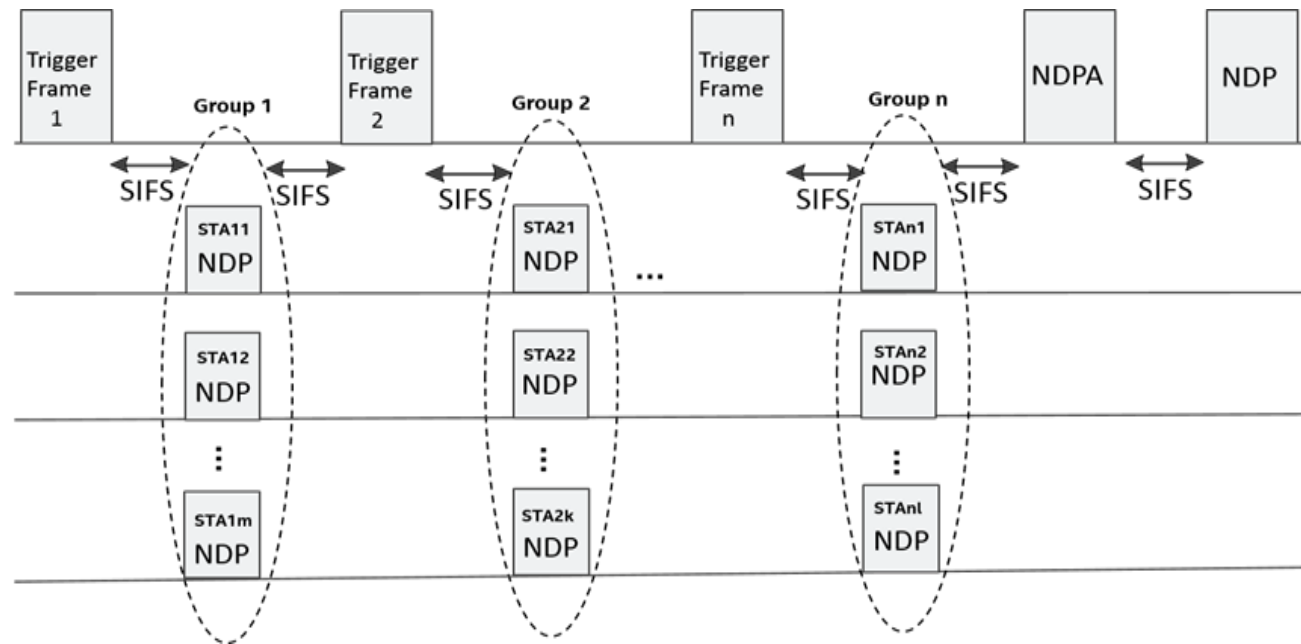 Trigger
Frame
1
Group 1
Trigger
Frame
2
Group 2
Trigger
Frame
n
Group n
NDPA
NDP
SIFS
SIFS
SIFS
SIFS
SIFS
SIFS
STA11
NDP
STA21
NDP
...
STAn1
NDP
STA12
NDP
STA22
NDP
STAn2
NDP
⋮
⋮
⋮
STA1m
NDP
STA2k
NDP
STAnl
NDP